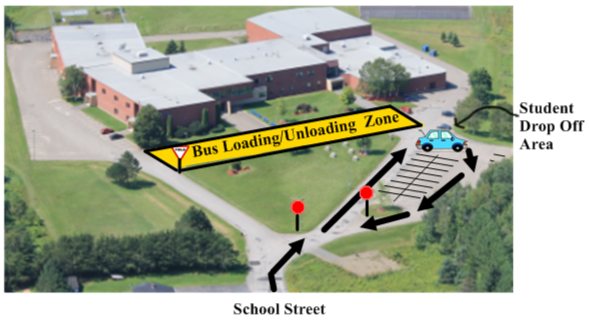 Bus Loading/Unloading Zone
Student
Drop Off
Area
School Street